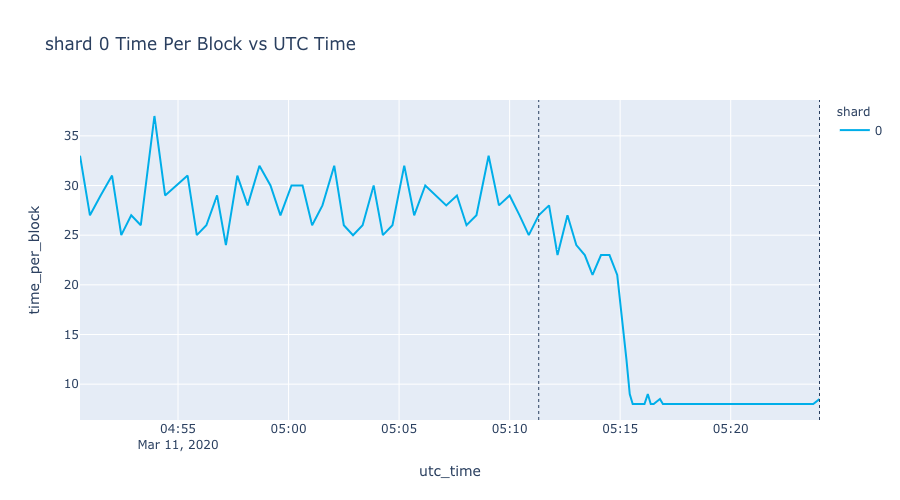 shard 0 Time Per Block vs UTC Time
shard
0
time_per_block
35
30
25
20
15
10
04:55
05:00
05:05
05:10
05:15
05:20
Mar 11, 2020
utc_time